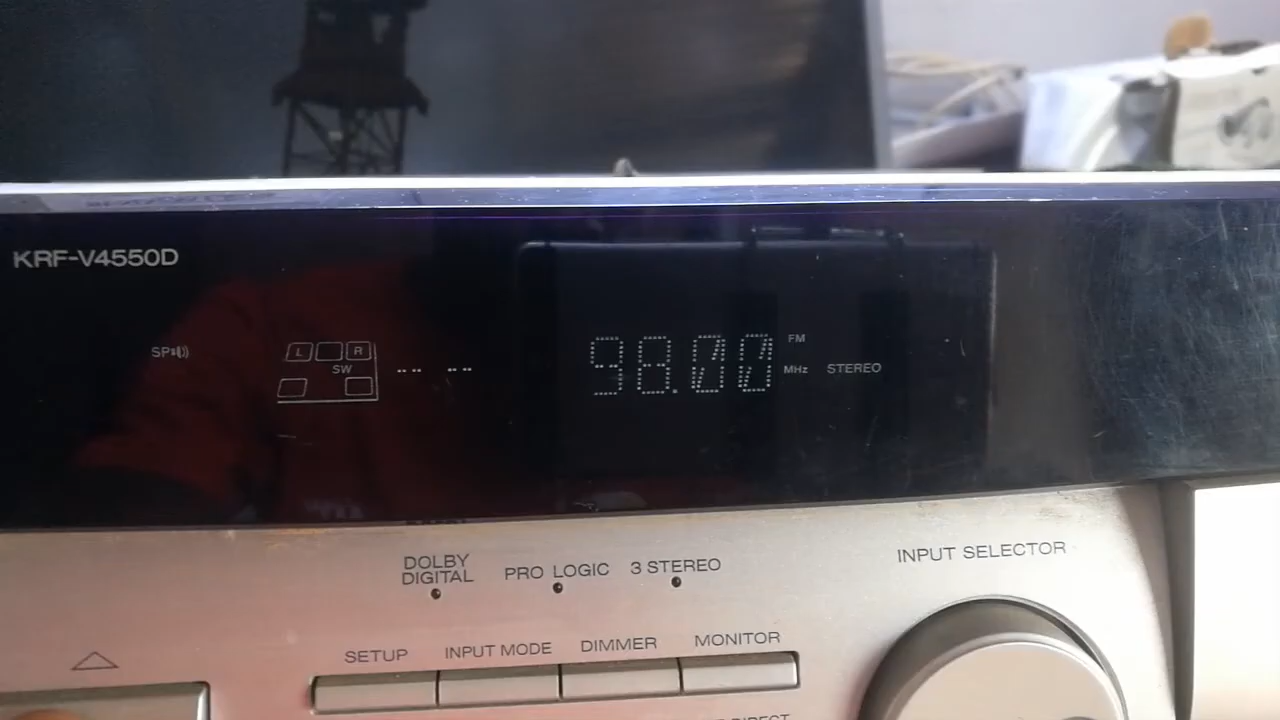 KRF-V4550D
SP
L R
SW
-- --
98.00
FM
MHz
STEREO
DOLBY
DIGITAL
PRO LOGIC
3 STEREO
INPUT SELECTOR
SETUP
INPUT MODE
DIMMER
MONITOR
DIRECT